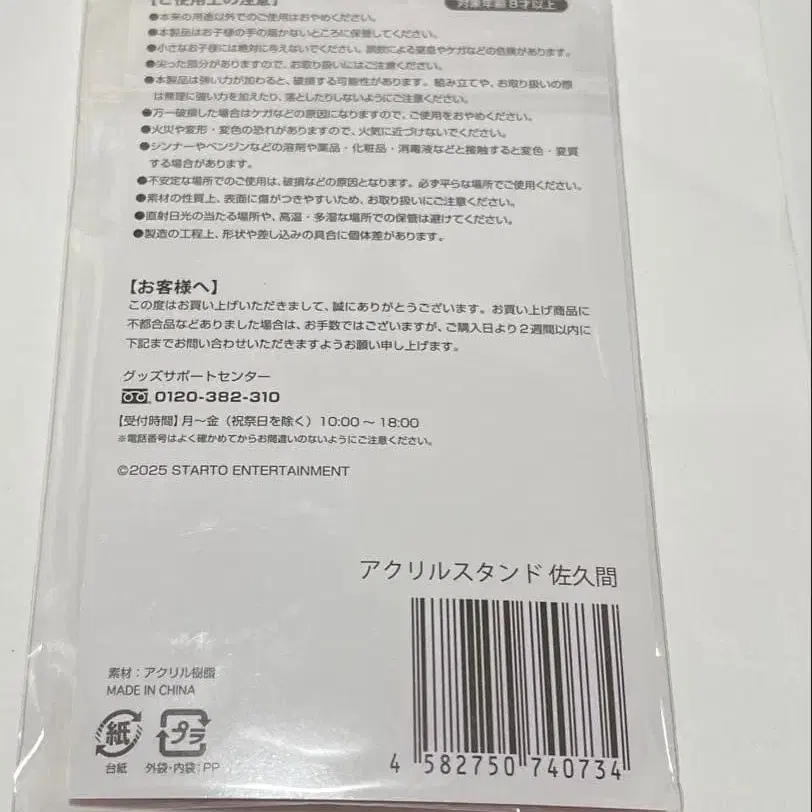 【ご使用上の注意】
対象年齢8才以上
●本来の用途以外でのご使用はおやめください。
●本製品はお子様の手の届かないところに保管してください。
●小さなお子様には絶対に与えないでください。誤飲による窒息やケガなどの危険があります。
●尖った部分がありますので、お取り扱いにはご注意ください。
●本製品は強い力が加わると、破損する可能性があります。組み立てや、お取り扱いの際
は無理に強い力を加えたり、落としたりしないようにご注意ください。
●万一破損した場合はケガなどの原因になりますので、ご使用をおやめください。
●火災や変形・変色の恐れがありますので、火気に近づけないでください。
●シンナーやベンジンなどの溶剤や薬品・化粧品・消毒液などと接触すると変色・変質
する場合があります。
●不安定な場所でのご使用は、破損などの原因となります。必ず平らな場所でご使用ください。
●素材の性質上、表面に傷がつきやすいため、お取り扱いにご注意ください。
●直射日光の当たる場所や、高温・多湿な場所での保管は避けてください。
●製造の工程上、形状や差し込みの具合に個体差があります。
【お客様へ】
この度はお買い上げいただきまして、誠にありがとうございます。お買い上げ商品に
不都合品などありました場合は、お手数ではございますが、ご購入日より2週間以内に
下記までお問い合わせいただきますようお願い申し上げます。
グッズサポートセンター
0120-382-310
【受付時間】月～金（祝祭日を除く）10:00～18:00
※電話番号はよく確かめてからお間違いのないようにご注意ください。
©2025 STARTO ENTERTAINMENT
アクリルスタンド 佐久間
素材：アクリル樹脂
MADE IN CHINA
紙 プラ
台紙 外袋・内袋：PP
4 582750 740734